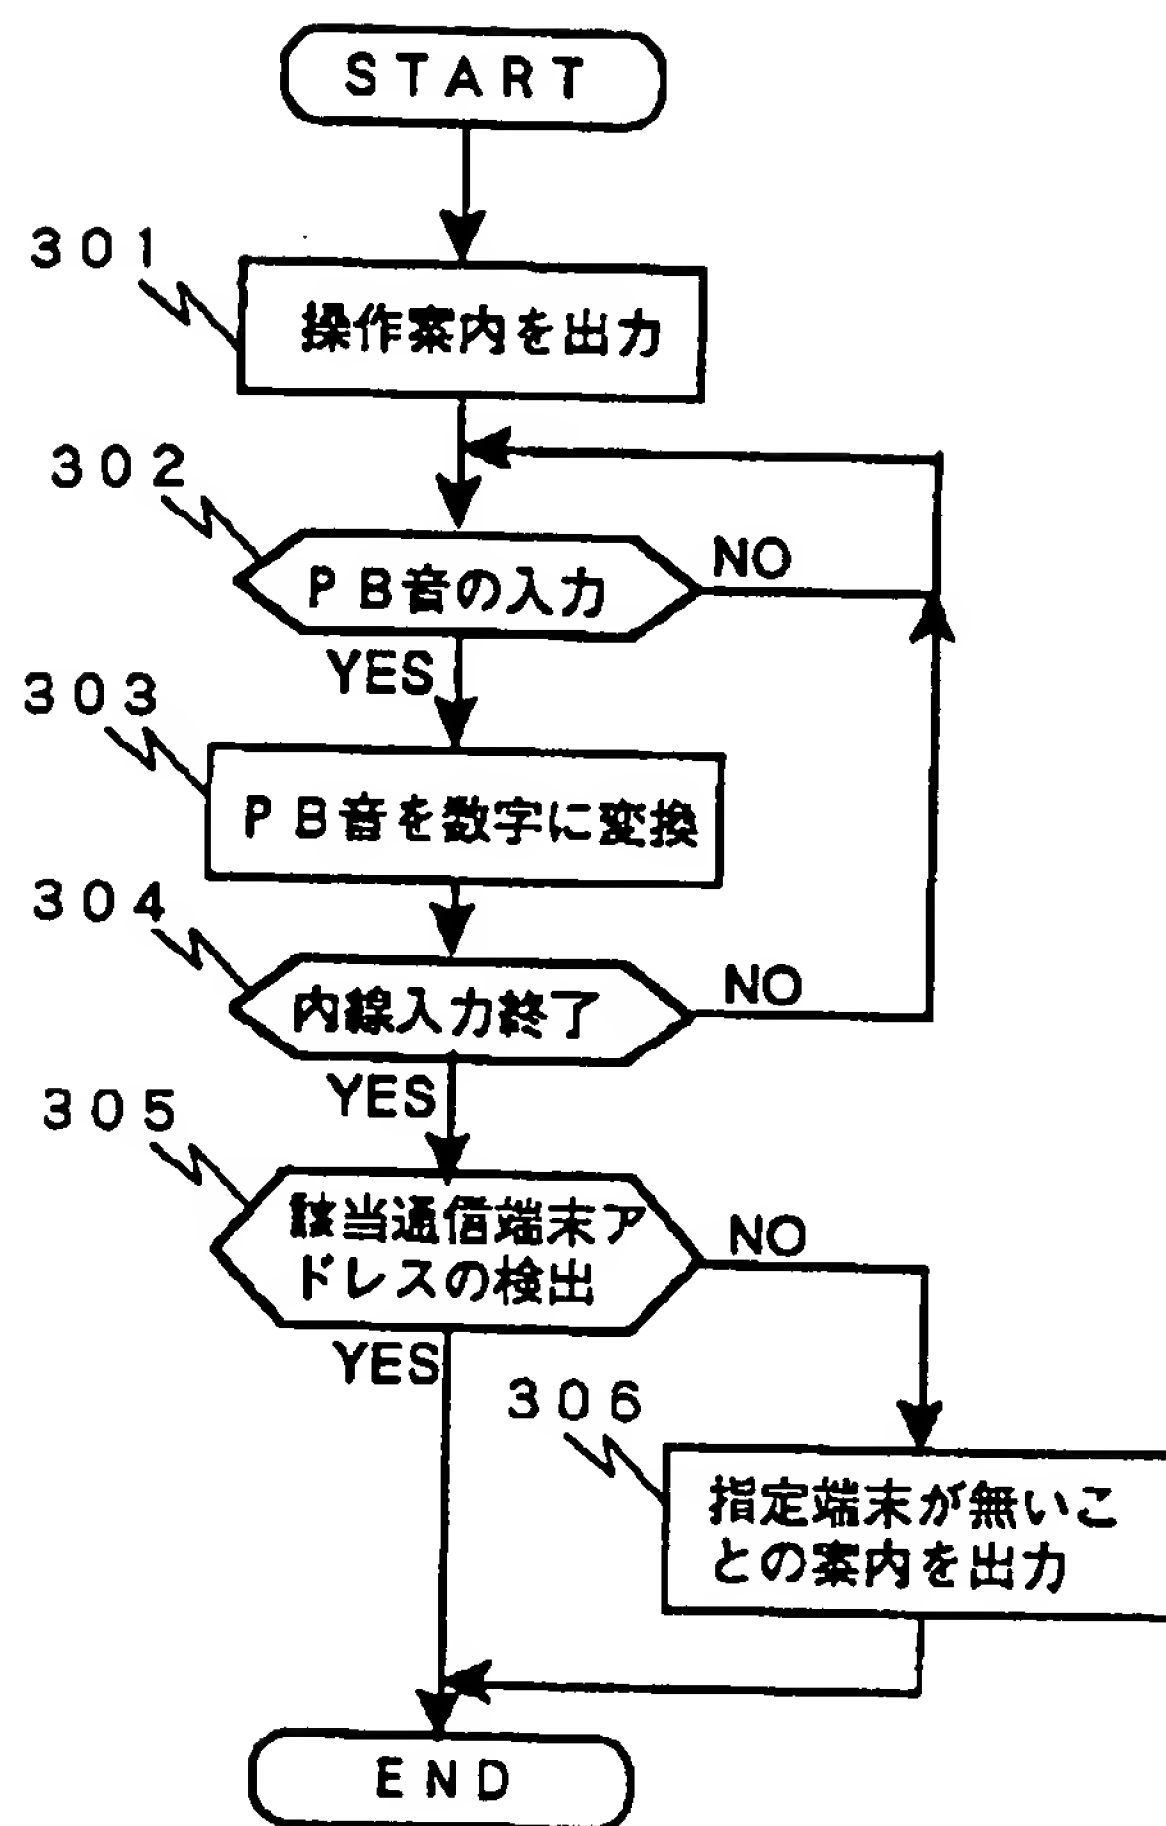 START
301
操作案内を出力
302
PB音の入力
NO
YES
303
PB音を数字に変換
304
内線入力終了
NO
YES
305
該当通信端末ア
ドレスの検出
NO
YES
306
指定端末が無いこ
との案内を出力
END